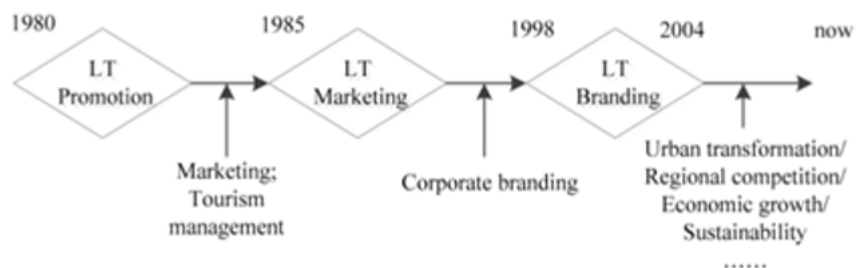 1980
1985
1998
2004
now
LT
Promotion
LT
Marketing
LT
Branding
Marketing;
Tourism
management
Corporate branding
Urban transformation/
Regional competition/
Economic growth/
Sustainability
......